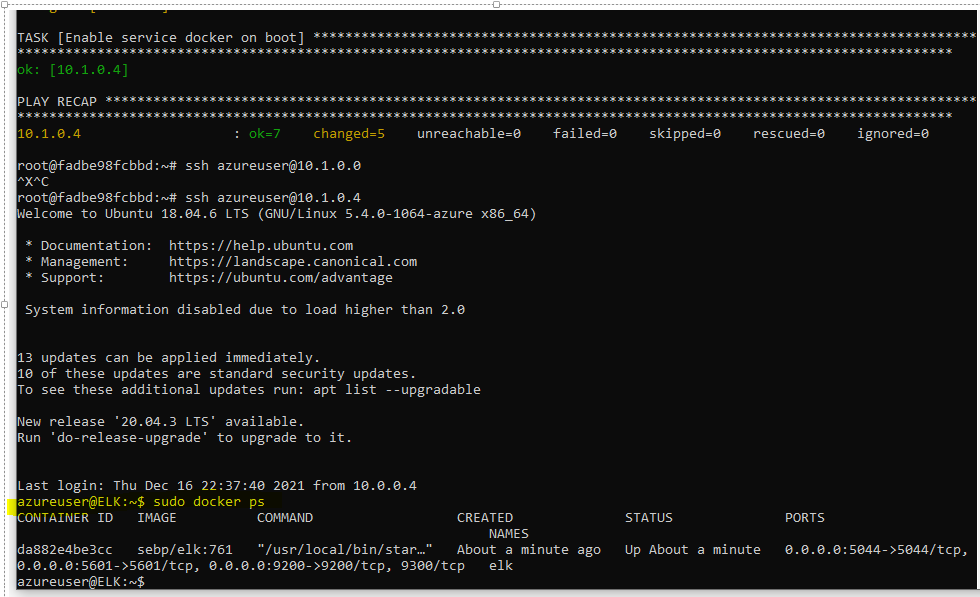 TASK [Enable service docker on boot] ************************************************************************************
*********************************************************************************************************************
ok: [10.1.0.4]
PLAY RECAP **************************************************************************************************************
*********************************************************************************************************************
10.1.0.4                   : ok=7    changed=5    unreachable=0    failed=0    skipped=0    rescued=0    ignored=0
root@fadbe98fcbbd:~# ssh azureuser@10.1.0.0
^X^C
root@fadbe98fcbbd:~# ssh azureuser@10.1.0.4
Welcome to Ubuntu 18.04.6 LTS (GNU/Linux 5.4.0-1064-azure x86_64)
* Documentation:  https://help.ubuntu.com
* Management:     https://landscape.canonical.com
* Support:        https://ubuntu.com/advantage
System information disabled due to load higher than 2.0
13 updates can be applied immediately.
10 of these updates are standard security updates.
To see these additional updates run: apt list --upgradable
New release '20.04.3 LTS' available.
Run 'do-release-upgrade' to upgrade to it.
Last login: Thu Dec 16 22:37:40 2021 from 10.0.0.4
azureuser@ELK:~$ sudo docker ps
CONTAINER ID   IMAGE          COMMAND                  CREATED              STATUS              PORTS
NAMES
da882e4be3cc   sebp/elk:761   "/usr/local/bin/star…"   About a minute ago   Up About a minute   0.0.0.0:5044->5044/tcp,
0.0.0.0:5601->5601/tcp, 0.0.0.0:9200->9200/tcp, 9300/tcp   elk
azureuser@ELK:~$